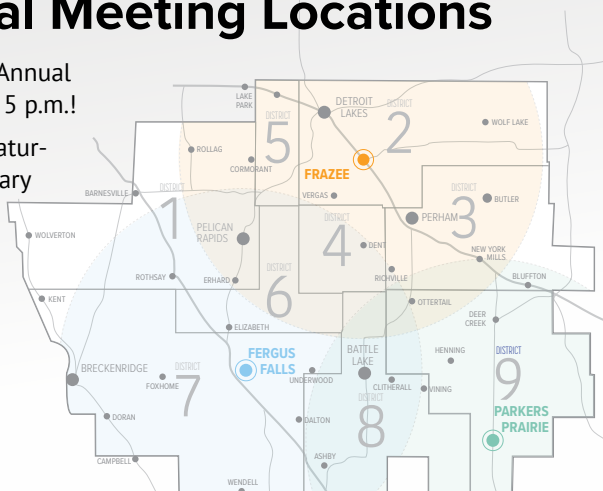 al Meeting Locations
Annual
5 p.m.!
atur-
ary
LAKE
PARK
DETROIT
LAKES
DISTRICT
2
WOLF LAKE
DISTRICT
5
ROLLAG
CORMORANT
FRAZEE
VERGAS
BARNESVILLE
DISTRICT
1
DISTRICT
3
BUTLER
PELICAN
RAPIDS
DISTRICT
4
PERHAM
WOLVERTON
DENT
NEW YORK
MILLS
ROTHSAY
ERHARD
DISTRICT
6
RICHVILLE
BLUFFTON
KENT
OTTERTAIL
DEER
CREEK
ELIZABETH
FERGUS
FALLS
BATTLE
LAKE
HENNING
DISTRICT
9
BRECKENRIDGE
FOXHOME
DISTRICT
7
UNDERWOOD
CLITHERALL
VINING
DISTRICT
8
PARKERS
PRAIRIE
DORAN
DALTON
CAMPBELL
ASHBY
WENDELL